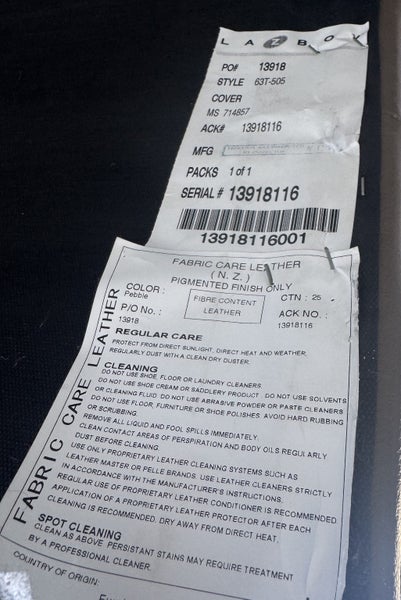 LA Z BOY
PO# 13918
STYLE 63T-505
COVER
MS 714857
ACK# 13918116
MFG
PACKS 1 of 1
SERIAL # 13918116
13918116001
FABRIC CARE LEATHER
( N. Z. )
PIGMENTED FINISH ONLY
COLOR :
Pebble
FIBRE CONTENT
LEATHER
CTN : 25
P/O No. :
13918
ACK NO. :
13918116
FABRIC CARE LEATHER
REGULAR CARE
PROTECT FROM DIRECT SUNLIGHT, DIRECT HEAT AND WEATHER,
REGULARLY DUST WITH A CLEAN DRY DUSTER.
CLEANING
DO NOT USE SHOE, FLOOR OR LAUNDRY CLEANERS.
DO NOT USE SHOE CREAM OR SADDLERY PRODUCT. DO NOT USE SOLVENTS
OR CLEANING FLUID. DO NOT USE ABRASIVE POWDER OR PASTE CLEANERS
DO NOT USE FLOOR, FURNITURE OR SHOE POLISHES. AVOID HARD RUBBING
OR SCRUBBING.
REMOVE ALL LIQUID AND FOOL SPILLS IMMEDIATELY.
CLEAN CONTACT AREAS OF PERSPIRATION AND BODY OILS REGULARLY
DUST BEFORE CLEANING.
USE ONLY PROPRIETARY LEATHER CLEANING SYSTEMS SUCH AS
LEATHER MASTER OR PELLE BRANDS. USE LEATHER CLEANERS STRICTLY
IN ACCORDANCE WITH THE MANUFACTURER'S INSTRUCTIONS.
REGULAR USE OF PROPRIETARY LEATHER CONDITIONER IS RECOMMENDED
APPLICATION OF A PROPRIETARY LEATHER PROTECTOR AFTER EACH
CLEANING IS RECOMMENDED. DRY AWAY FROM DIRECT HEAT.
SPOT CLEANING
CLEAN AS ABOVE. PERSISTANT STAINS MAY REQUIRE TREATMENT
BY A PROFESSIONAL CLEANER.
COUNTRY OF ORIGIN: